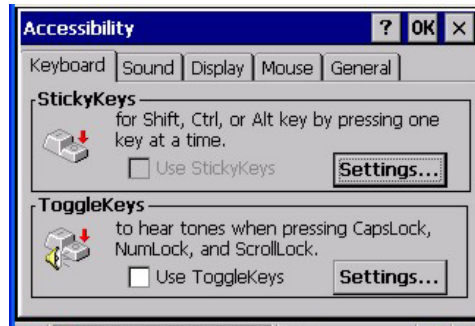 Accessibility ? OK ×
Keyboard Sound Display Mouse General
StickyKeys
for Shift, Ctrl, or Alt key by pressing one
key at a time.
Use StickyKeys Settings...
ToggleKeys
to hear tones when pressing CapsLock,
NumLock, and ScrollLock.
Use ToggleKeys Settings...